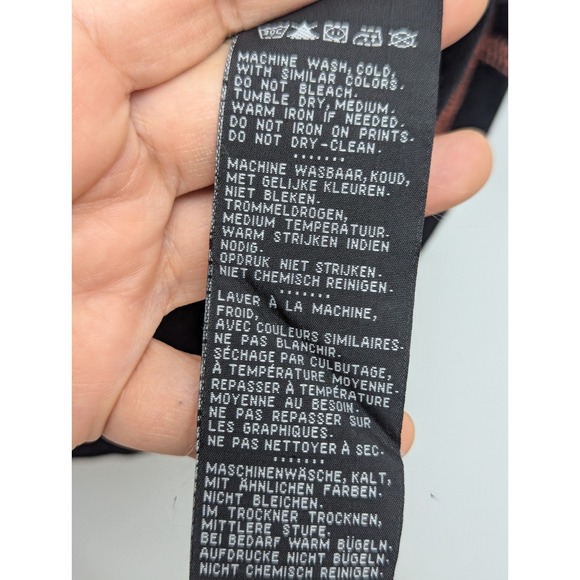 30C
MACHINE WASH, COLD,
WITH SIMILAR COLORS.
DO NOT BLEACH.
TUMBLE DRY, MEDIUM.
WARM IRON IF NEEDED.
DO NOT IRON ON PRINTS.
DO NOT DRY-CLEAN.
.......
MACHINE WASBAAR, KOUD,
MET GELIJKE KLEUREN.
NIET BLEKEN.
TROMMELDROGEN,
MEDIUM TEMPERATUUR.
WARM STRIJKEN INDIEN
NODIG.
OPDRUK NIET STRIJKEN.
NIET CHEMISCH REINIGEN.
.......
LAVER À LA MACHINE,
FROID,
AVEC COULEURS SIMILAIRES.
NE PAS BLANCHIR.
SÉCHAGE PAR CULBUTAGE,
À TEMPÉRATURE MOYENNE.
REPASSER À TEMPÉRATURE
MOYENNE AU BESOIN.
NE PAS REPASSER SUR
LES GRAPHIQUES.
NE PAS NETTOYER À SEC.
.......
MASCHINENWÄSCHE, KALT,
MIT ÄHNLICHEN FARBEN.
NICHT BLEICHEN.
IM TROCKNER TROCKNEN,
MITTLERE STUFE.
BEI BEDARF WARM BÜGELN.
AUFDRUCKE NICHT BÜGELN.
NICHT CHEMISCH REINIGEN.